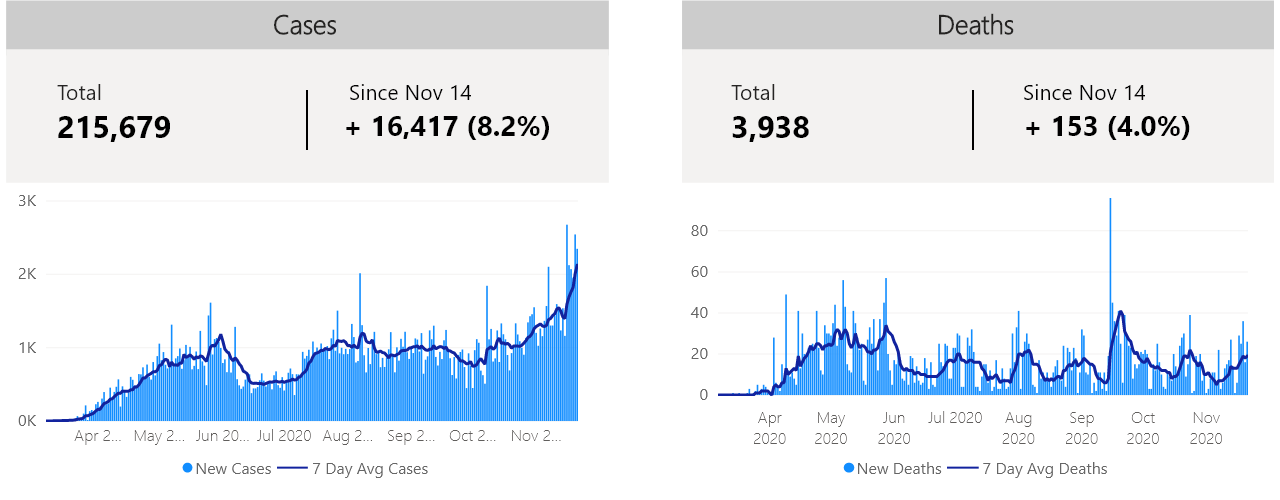 Cases
Total
215,679
Since Nov 14
+ 16,417 (8.2%)
3K
2K
1K
0K
Apr 2...
May 2...
Jun 20...
Jul 2020
Aug 2...
Sep 2...
Oct 2...
Nov 2...
New Cases
7 Day Avg Cases
Deaths
Total
3,938
Since Nov 14
+ 153 (4.0%)
80
60
40
20
0
Apr 2020
May 2020
Jun 2020
Jul 2020
Aug 2020
Sep 2020
Oct 2020
Nov 2020
New Deaths
7 Day Avg Deaths